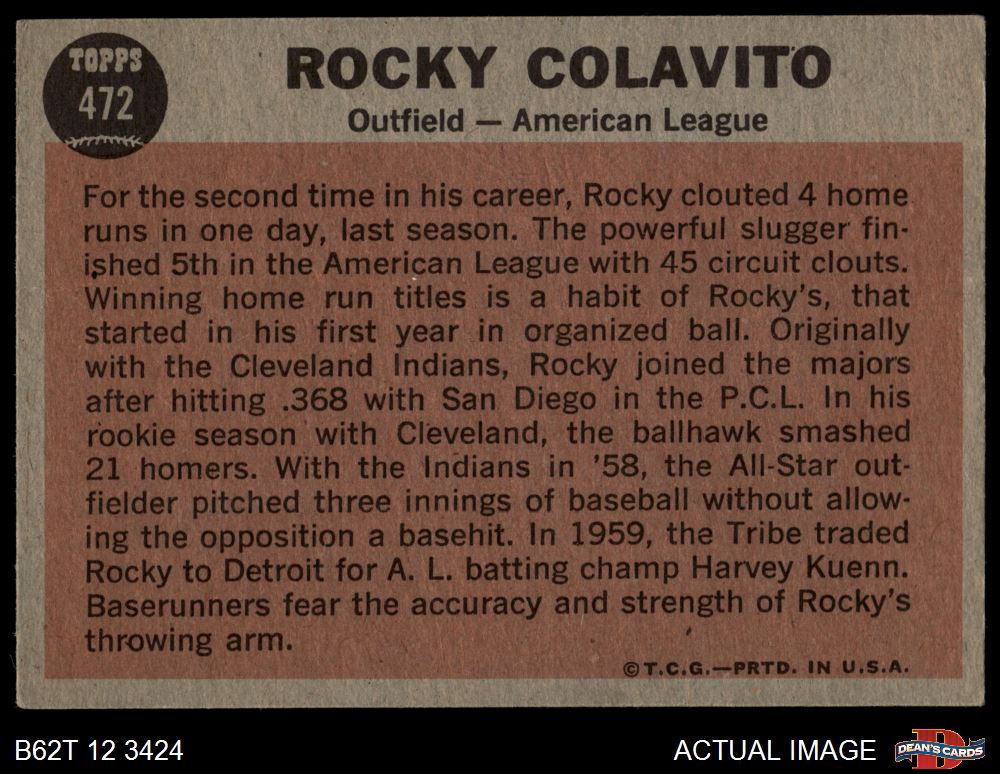 TOPPS
472
ROCKY COLAVITO
Outfield — American League
For the second time in his career, Rocky clouted 4 home
runs in one day, last season. The powerful slugger fin-
ished 5th in the American League with 45 circuit clouts.
Winning home run titles is a habit of Rocky's, that
started in his first year in organized ball. Originally
with the Cleveland Indians, Rocky joined the majors
after hitting .368 with San Diego in the P.C.L. In his
rookie season with Cleveland, the ballhawk smashed
21 homers. With the Indians in '58, the All-Star out-
fielder pitched three innings of baseball without allow-
ing the opposition a basehit. In 1959, the Tribe traded
Rocky to Detroit for A. L. batting champ Harvey Kuenn.
Baserunners fear the accuracy and strength of Rocky's
throwing arm.
©T.C.G.—PRTD. IN U.S.A.
B62T 12 3424
ACTUAL IMAGE
D
DEAN'S CARDS